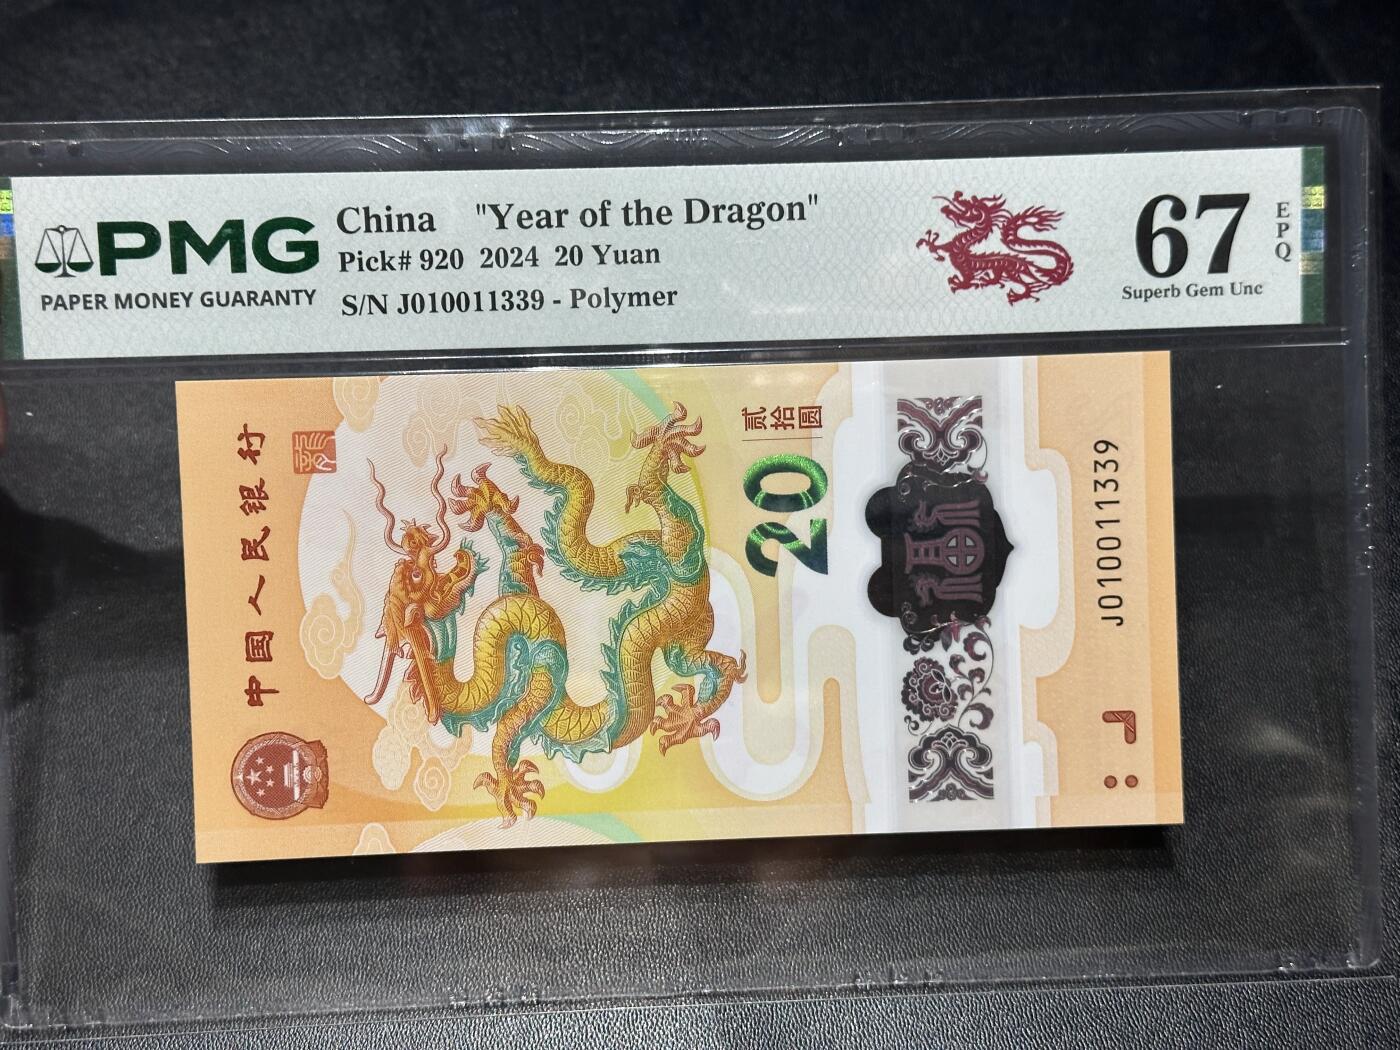 PMG
PAPER MONEY GUARANTY
China "Year of the Dragon"
Pick# 920 2024 20 Yuan
S/N J010011339 - Polymer
67
EPQ
Superb Gem Unc
中国人民银行
贰拾圆
20
J010011339